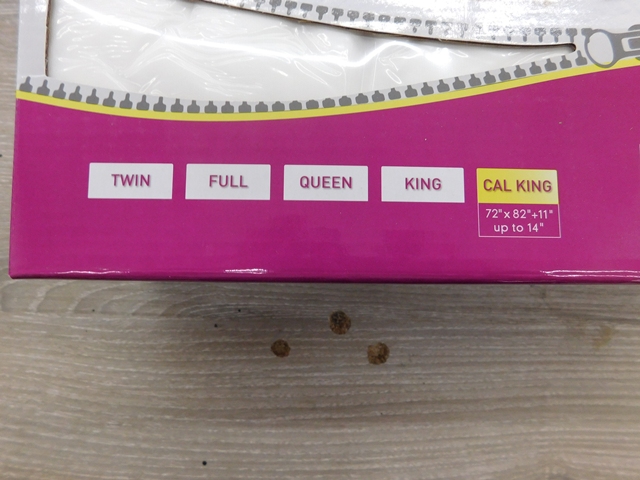 TWIN
FULL
QUEEN
KING
CAL KING
72" x 82"+11"
up to 14"